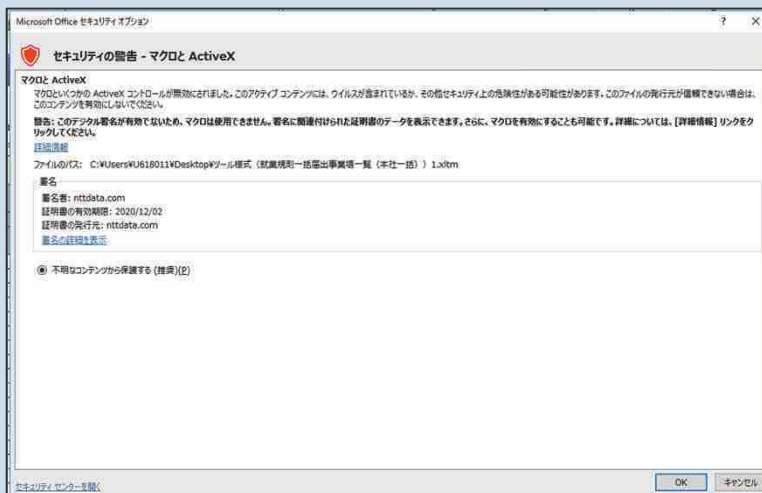 Microsoft Office セキュリティ オプション
? ×
セキュリティの警告 - マクロと ActiveX
マクロと ActiveX
マクロといくつかの ActiveX コントロールが無効にされました。このアクティブ コンテンツには、ウイルスが含まれているか、その他セキュリティ上の危険性がある可能性があります。このファイルの発行元が信頼できない場合は、
このコンテンツを有効にしないでください。
警告: このデジタル署名が有効でないため、マクロは使用できません。署名に関連付けられた証明書のデータを表示できます。さらに、マクロを有効にすることも可能です。詳細については、[詳細情報] リンクをク
リックしてください。
詳細情報
ファイルのパス: C:¥Users¥U618011¥Desktop¥ツール様式（就業規則一括届出事業場一覧（本社一括））1.xltm
署名
署名者: nttdata.com
証明書の有効期限: 2020/12/02
証明書の発行元: nttdata.com
署名の詳細を表示
不明なコンテンツから保護する (推奨)(P)
セキュリティ センターを開く
OK
キャンセル